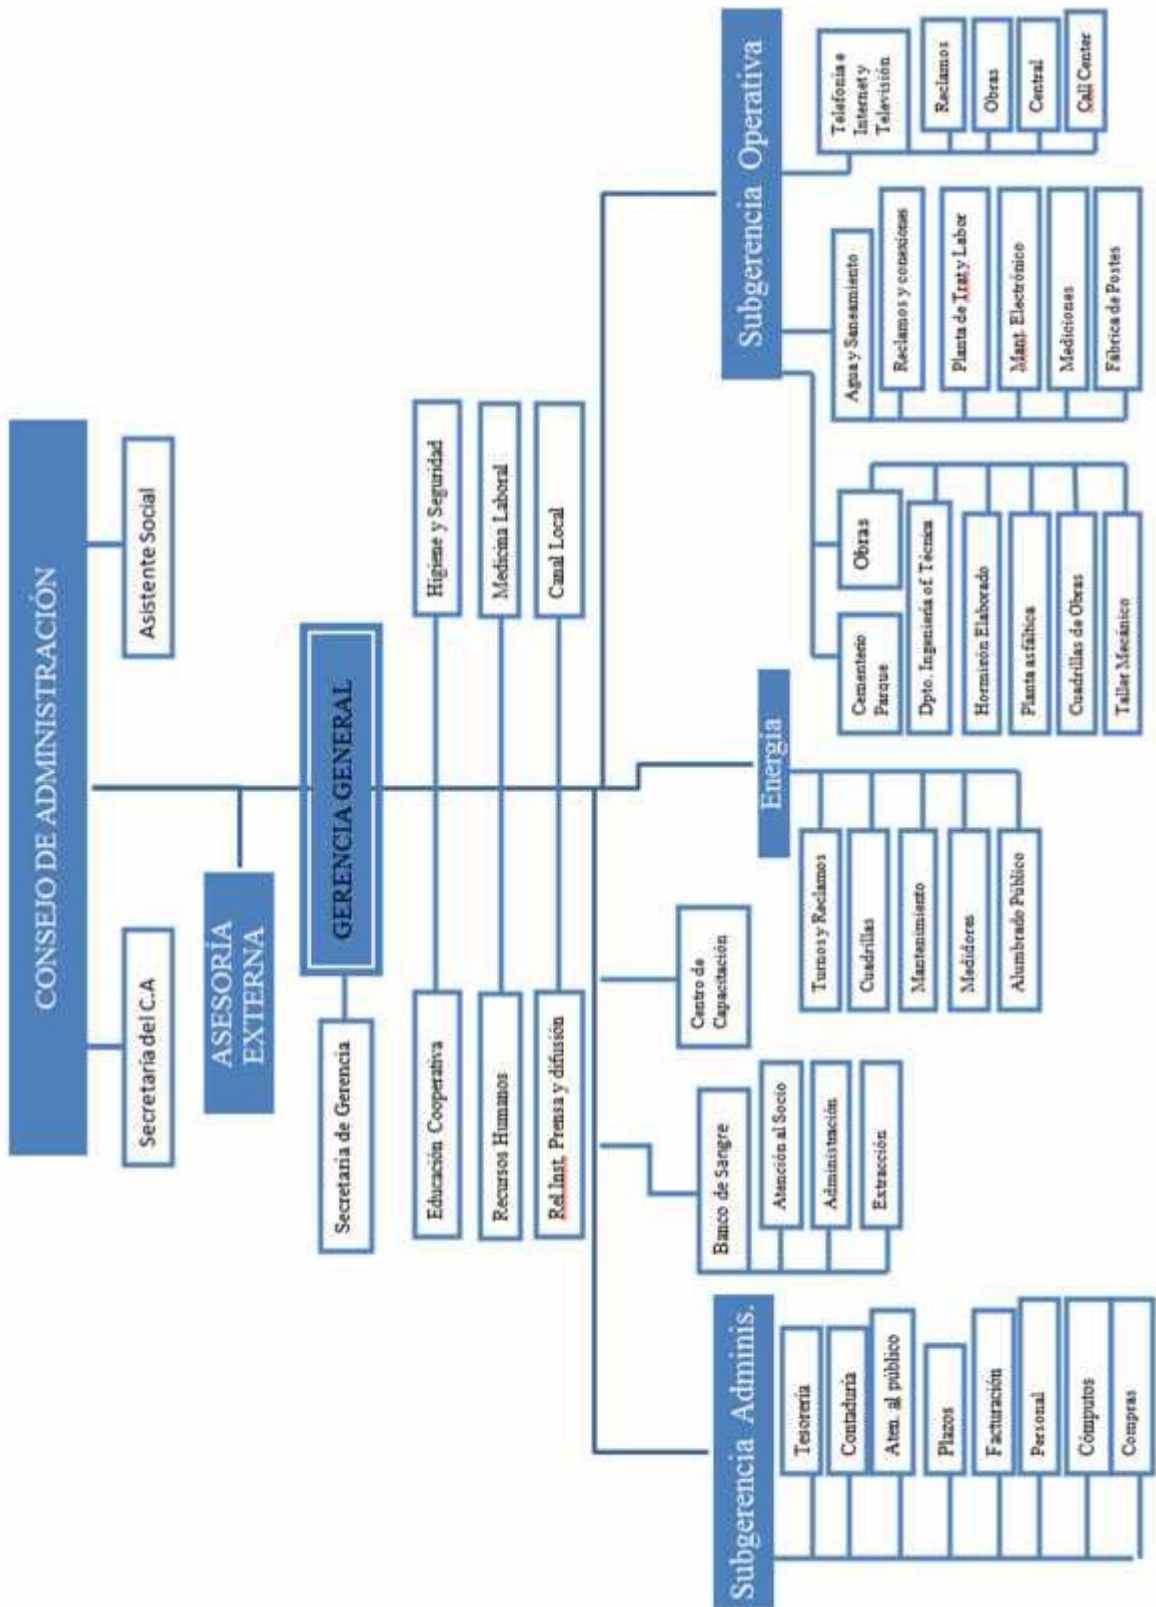 CONSEJO DE ADMINISTRACIÓN
Secretaría del C.A
Asistente Social
ASESORÍA
EXTERNA
GERENCIA GENERAL
Secretaria de Gerencia
Educación Cooperativa
Higiene y Seguridad
Recursos Humanos
Medicina Laboral
Rel.Inst. Prensa y difusión
Canal Local
Subgerencia Adminis.
Tesorería
Contaduría
Aten. al público
Plazos
Facturación
Personal
Cómputos
Compras
Banco de Sangre
Atención al Socio
Administración
Extracción
Centro de
Capacitación
Energia
Turnos y Reclamos
Cuadrillas
Mantenimiento
Medidores
Alumbrado Público
Subgerencia Operativa
Cementerio
Parque
Obras
Dpto. Ingeniería of. Técnica
Hormirón Elaborado
Planta asfáltica
Cuadrillas de Obras
Taller Mecánico
Agua y Saneamiento
Reclamos y conexiones
Planta de Trat.y Labor
Mant. Electrónico
Mediciones
Fábrica de Postes
Telefonía e
Internet y
Televisión
Reclamos
Obras
Central
Call Center